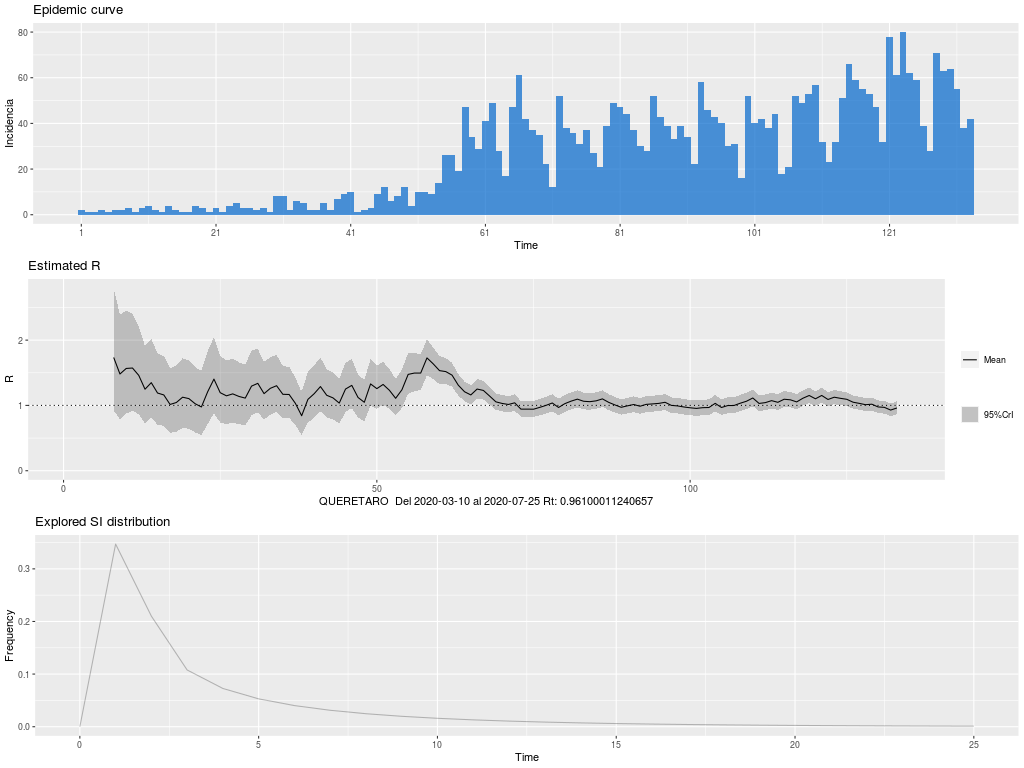 Epidemic curve
80
60
40
20
0
Incidencia
1 21 41 61 81 101 121
Time
Estimated R
2
1
0
R
0 50 100
QUERETARO Del 2020-03-10 al 2020-07-25 Rt: 0.96100011240657
Mean
95%CrI
Explored SI distribution
0.3
0.2
0.1
0.0
Frequency
0 5 10 15 20 25
Time